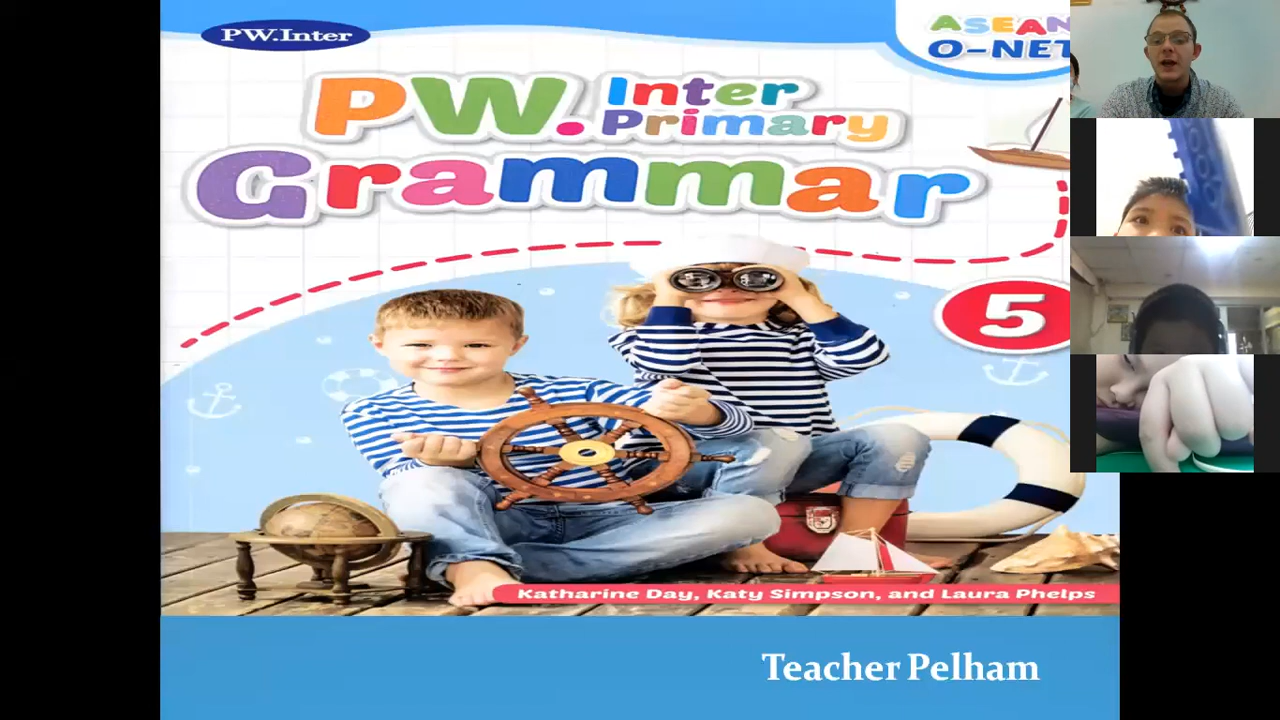 PW.Inter
ASEAN
O-NET
PW. Inter
Primary
Grammar
5
Katharine Day, Katy Simpson, and Laura Phelps
Teacher Pelham